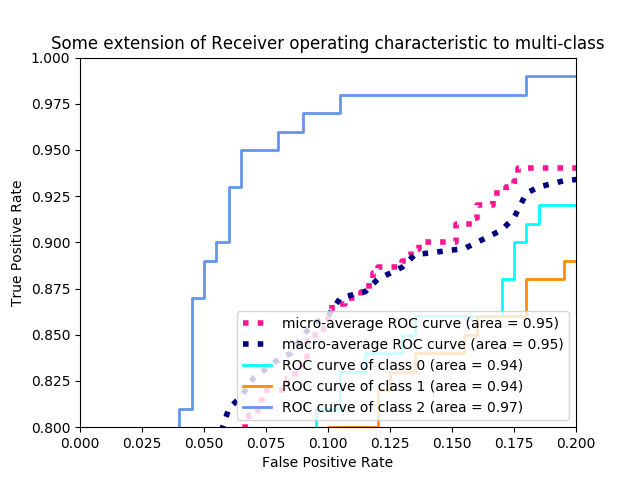 Some extension of Receiver operating characteristic to multi-class
1.000
0.975
0.950
0.925
0.900
0.875
0.850
0.825
0.800
True Positive Rate
micro-average ROC curve (area = 0.95)
macro-average ROC curve (area = 0.95)
ROC curve of class 0 (area = 0.94)
ROC curve of class 1 (area = 0.94)
ROC curve of class 2 (area = 0.97)
0.000 0.025 0.050 0.075 0.100 0.125 0.150 0.175 0.200
False Positive Rate